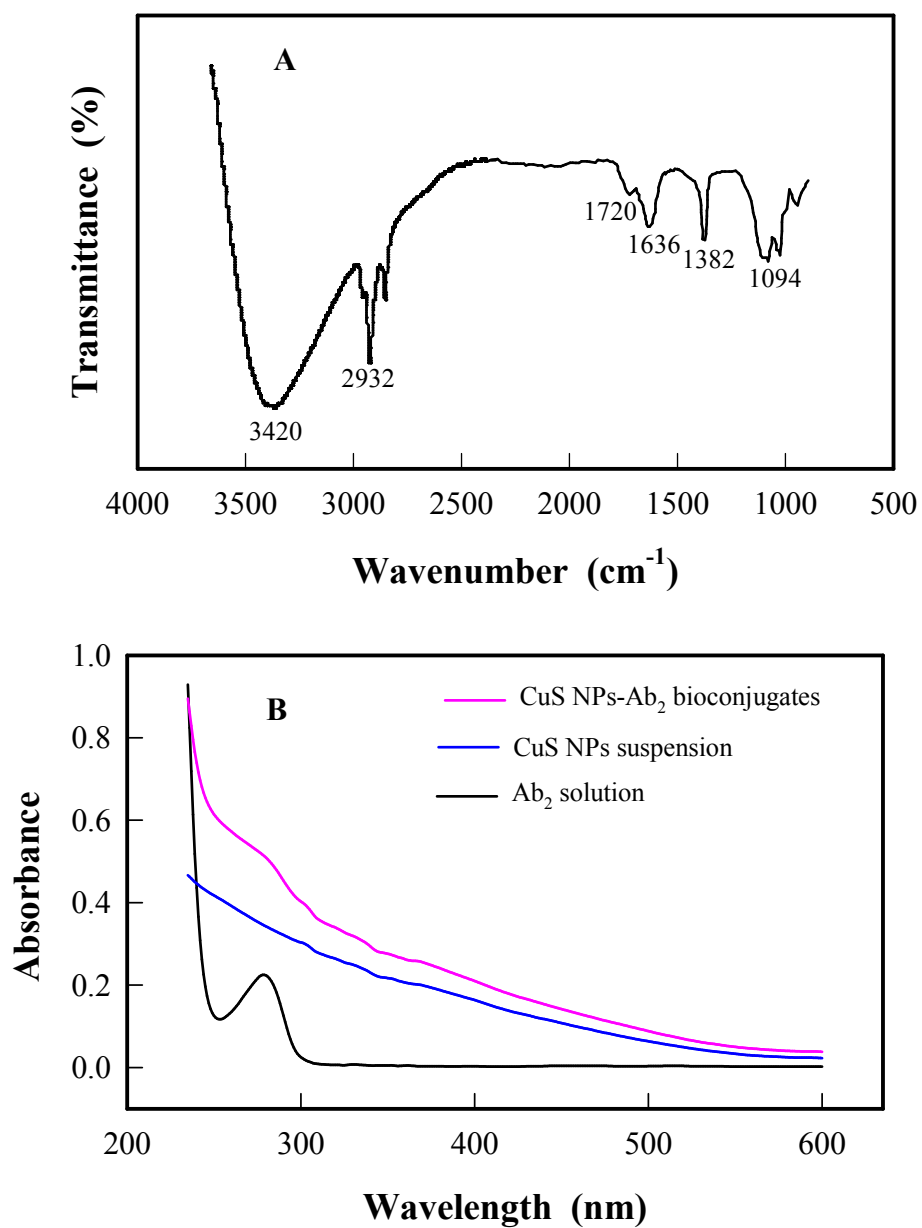 A
Transmittance (%)
1720
1636
1382
1094
2932
3420
4000 3500 3000 2500 2000 1500 1000 500
Wavenumber (cm⁻¹)
1.0
B
CuS NPs-Ab₂ bioconjugates
0.8
CuS NPs suspension
Ab₂ solution
0.6
Absorbance
0.4
0.2
0.0
200 300 400 500 600
Wavelength (nm)